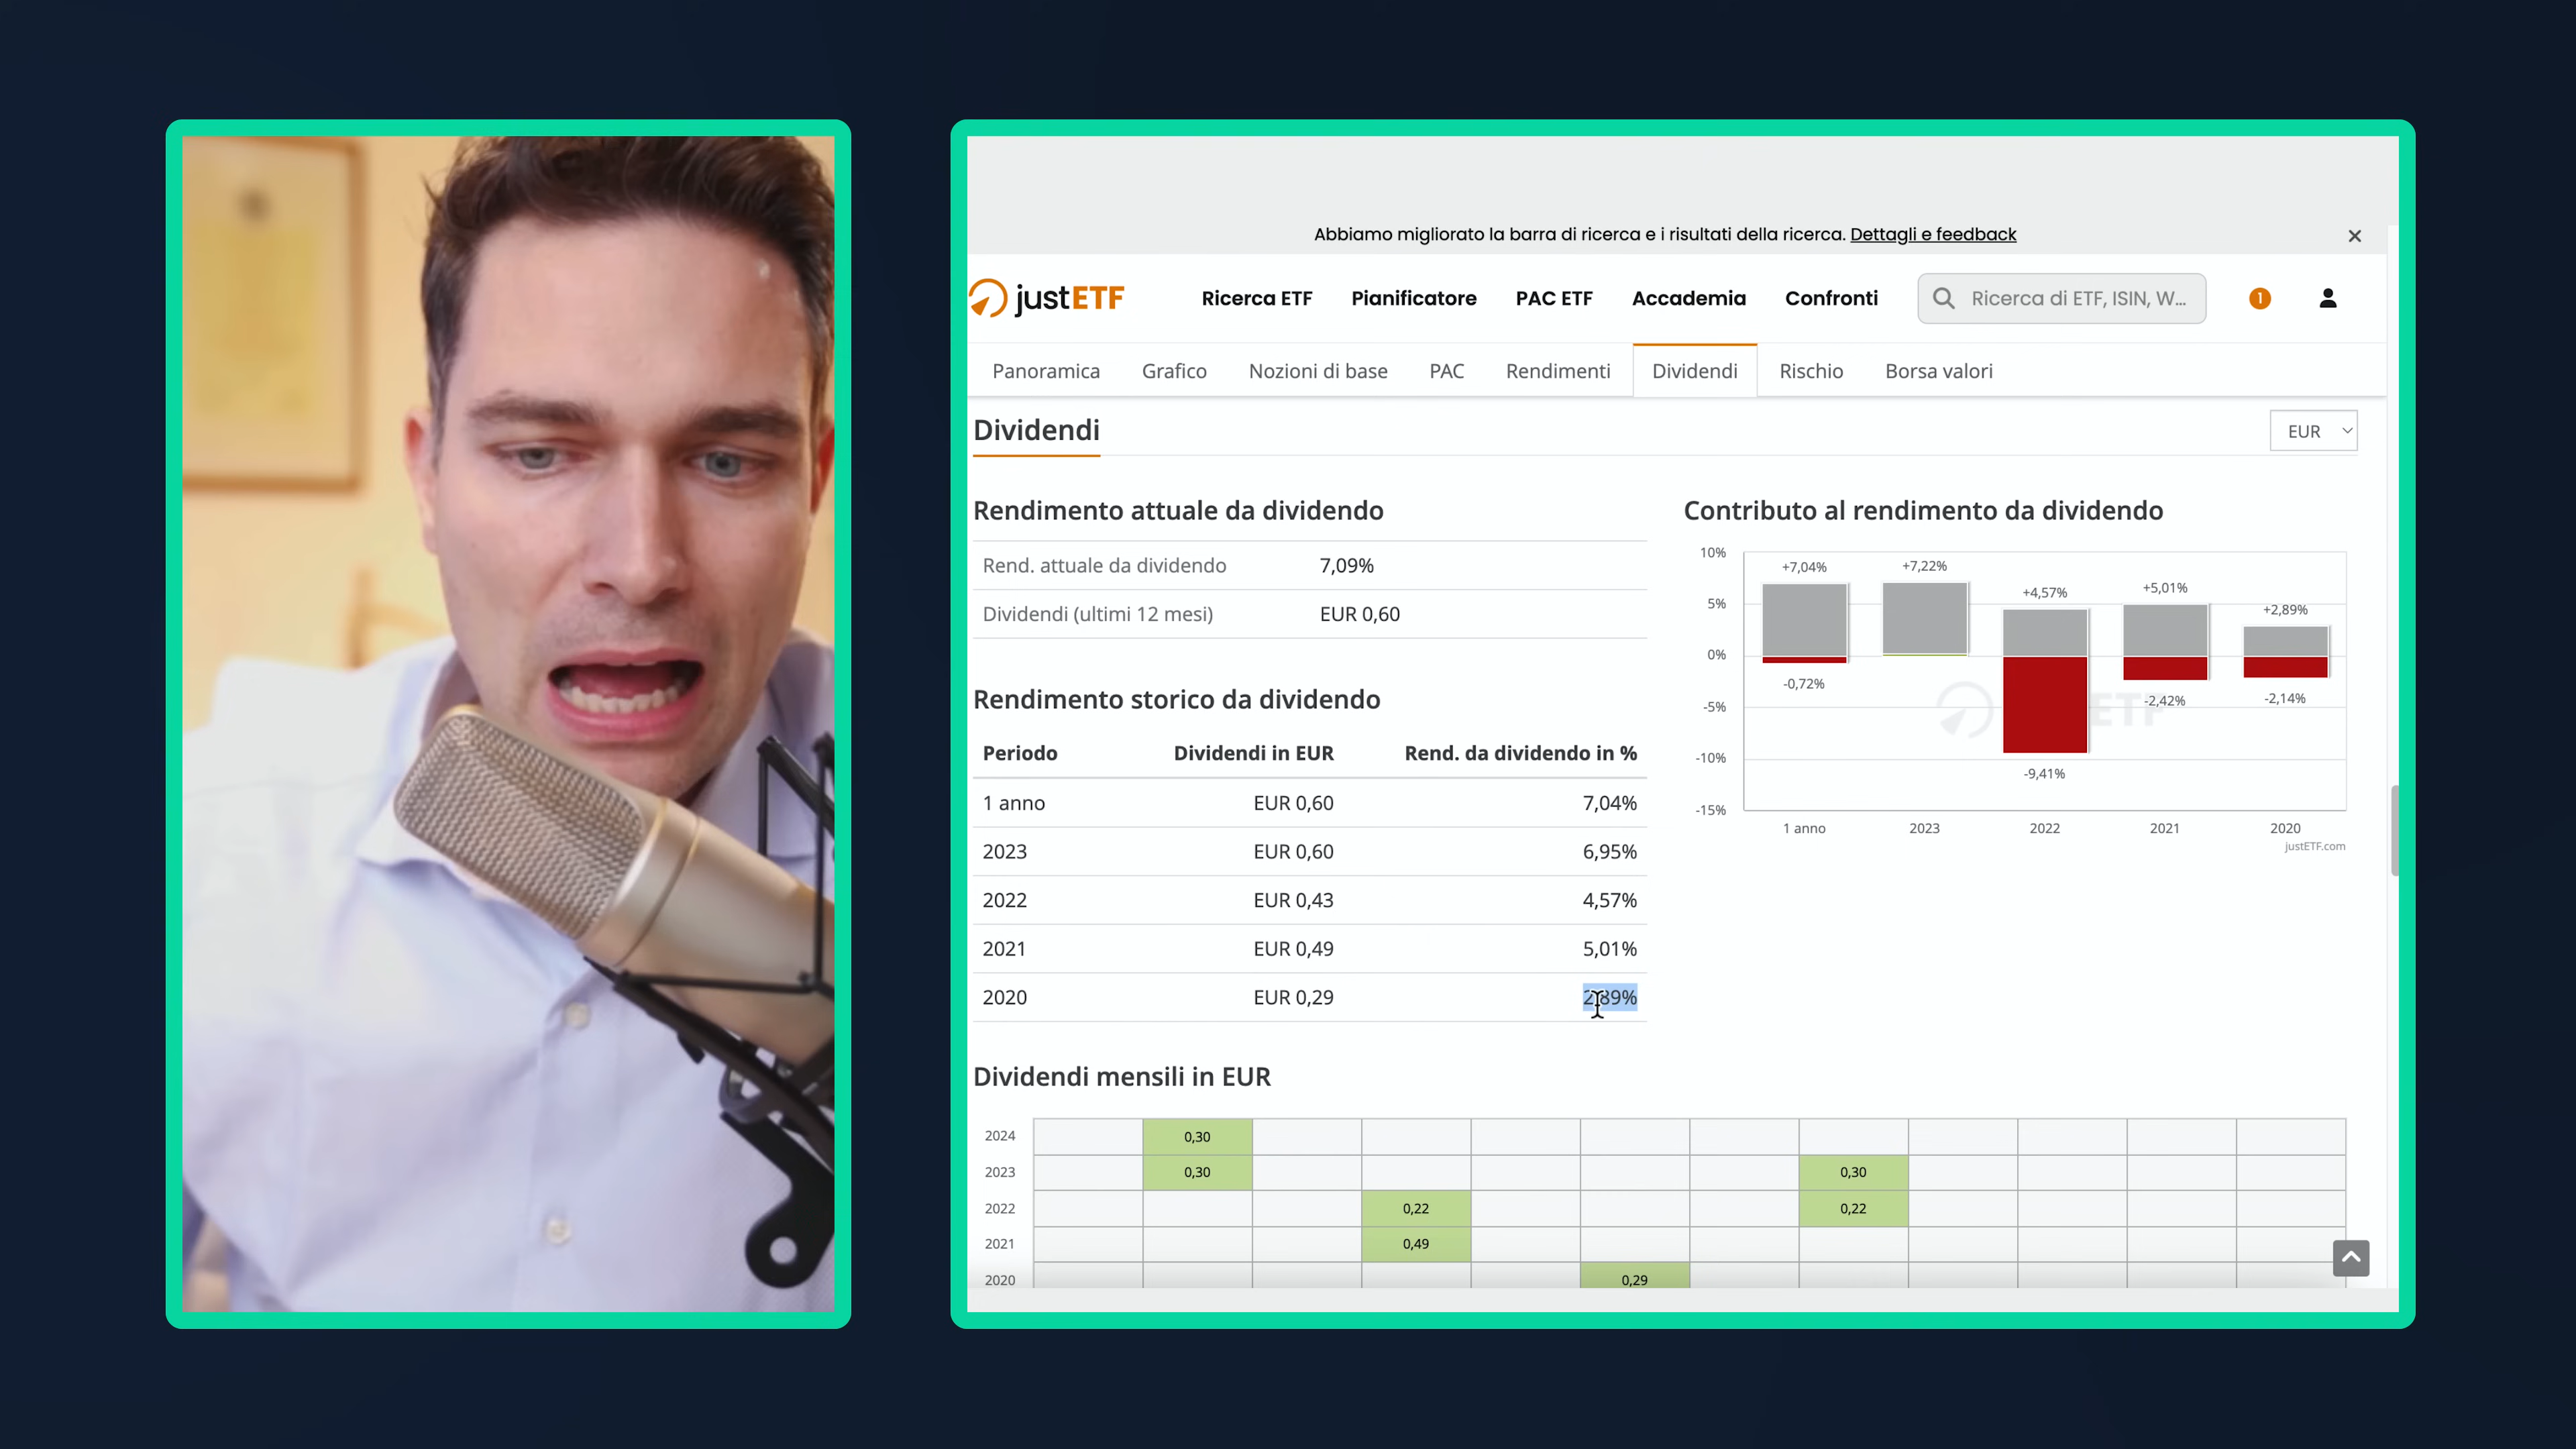 Abbiamo migliorato la barra di ricerca e i risultati della ricerca. Dettagli e feedback
justETF
Ricerca ETF
Pianificatore
PAC ETF
Accademia
Confronti
Ricerca di ETF, ISIN, W...
1
Panoramica
Grafico
Nozioni di base
PAC
Rendimenti
Dividendi
Rischio
Borsa valori
Dividendi
EUR
Rendimento attuale da dividendo
Rend. attuale da dividendo 7,09%
Dividendi (ultimi 12 mesi) EUR 0,60
Rendimento storico da dividendo
Periodo Dividendi in EUR Rend. da dividendo in %
1 anno EUR 0,60 7,04%
2023 EUR 0,60 6,95%
2022 EUR 0,43 4,57%
2021 EUR 0,49 5,01%
2020 EUR 0,29 2,89%
Contributo al rendimento da dividendo
10%
5%
0%
-5%
-10%
-15%
+7,04%
+7,22%
+4,57%
+5,01%
+2,89%
-0,72%
-9,41%
-2,42%
-2,14%
ETF
1 anno 2023 2022 2021 2020
justETF.com
Dividendi mensili in EUR
2024 0,30
2023 0,30 0,30
2022 0,22 0,22
2021 0,49
2020 0,29